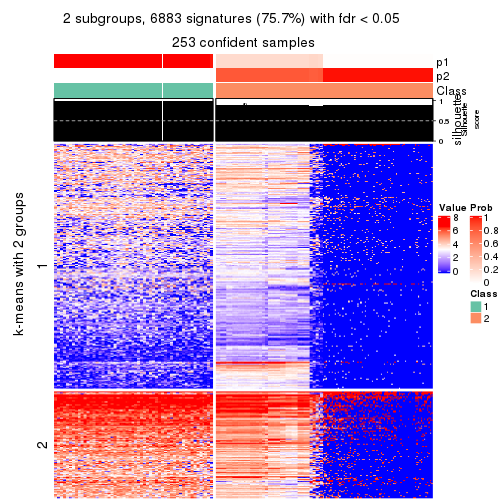 2 subgroups, 6883 signatures (75.7%) with fdr < 0.05
253 confident samples
p1
p2
Class
silhouette
Silhouette
score
1
0.5
0
k-means with 2 groups
1
2
Value
8
6
4
2
0
Prob
1
0.8
0.6
0.4
0.2
0
Class
1
2